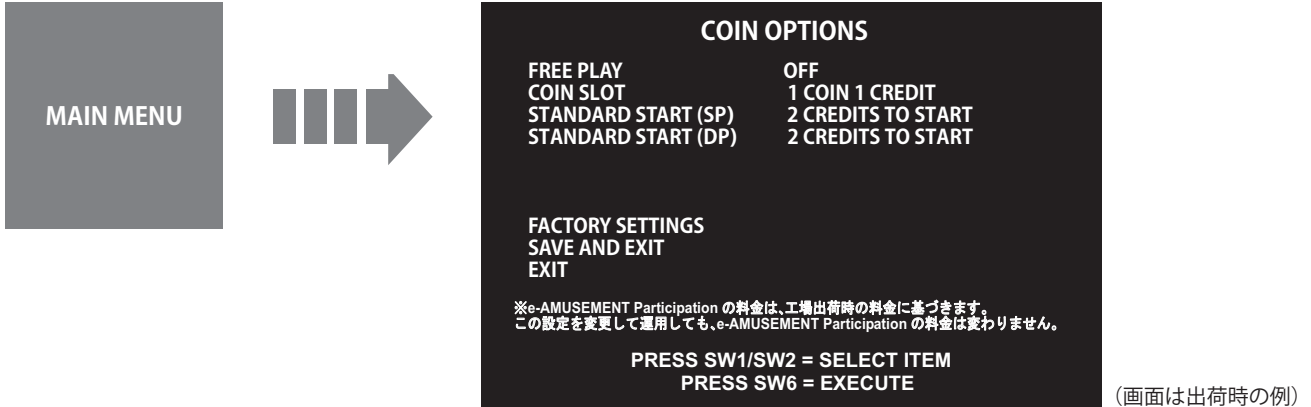 MAIN MENU
COIN OPTIONS
FREE PLAY OFF
COIN SLOT 1 COIN 1 CREDIT
STANDARD START (SP) 2 CREDITS TO START
STANDARD START (DP) 2 CREDITS TO START
FACTORY SETTINGS
SAVE AND EXIT
EXIT
※e-AMUSEMENT Participation の料金は、工場出荷時の料金に基づきます。
この設定を変更して運用しても、e-AMUSEMENT Participation の料金は変わりません。
PRESS SW1/SW2 = SELECT ITEM
PRESS SW6 = EXECUTE
(画面は出荷時の例)